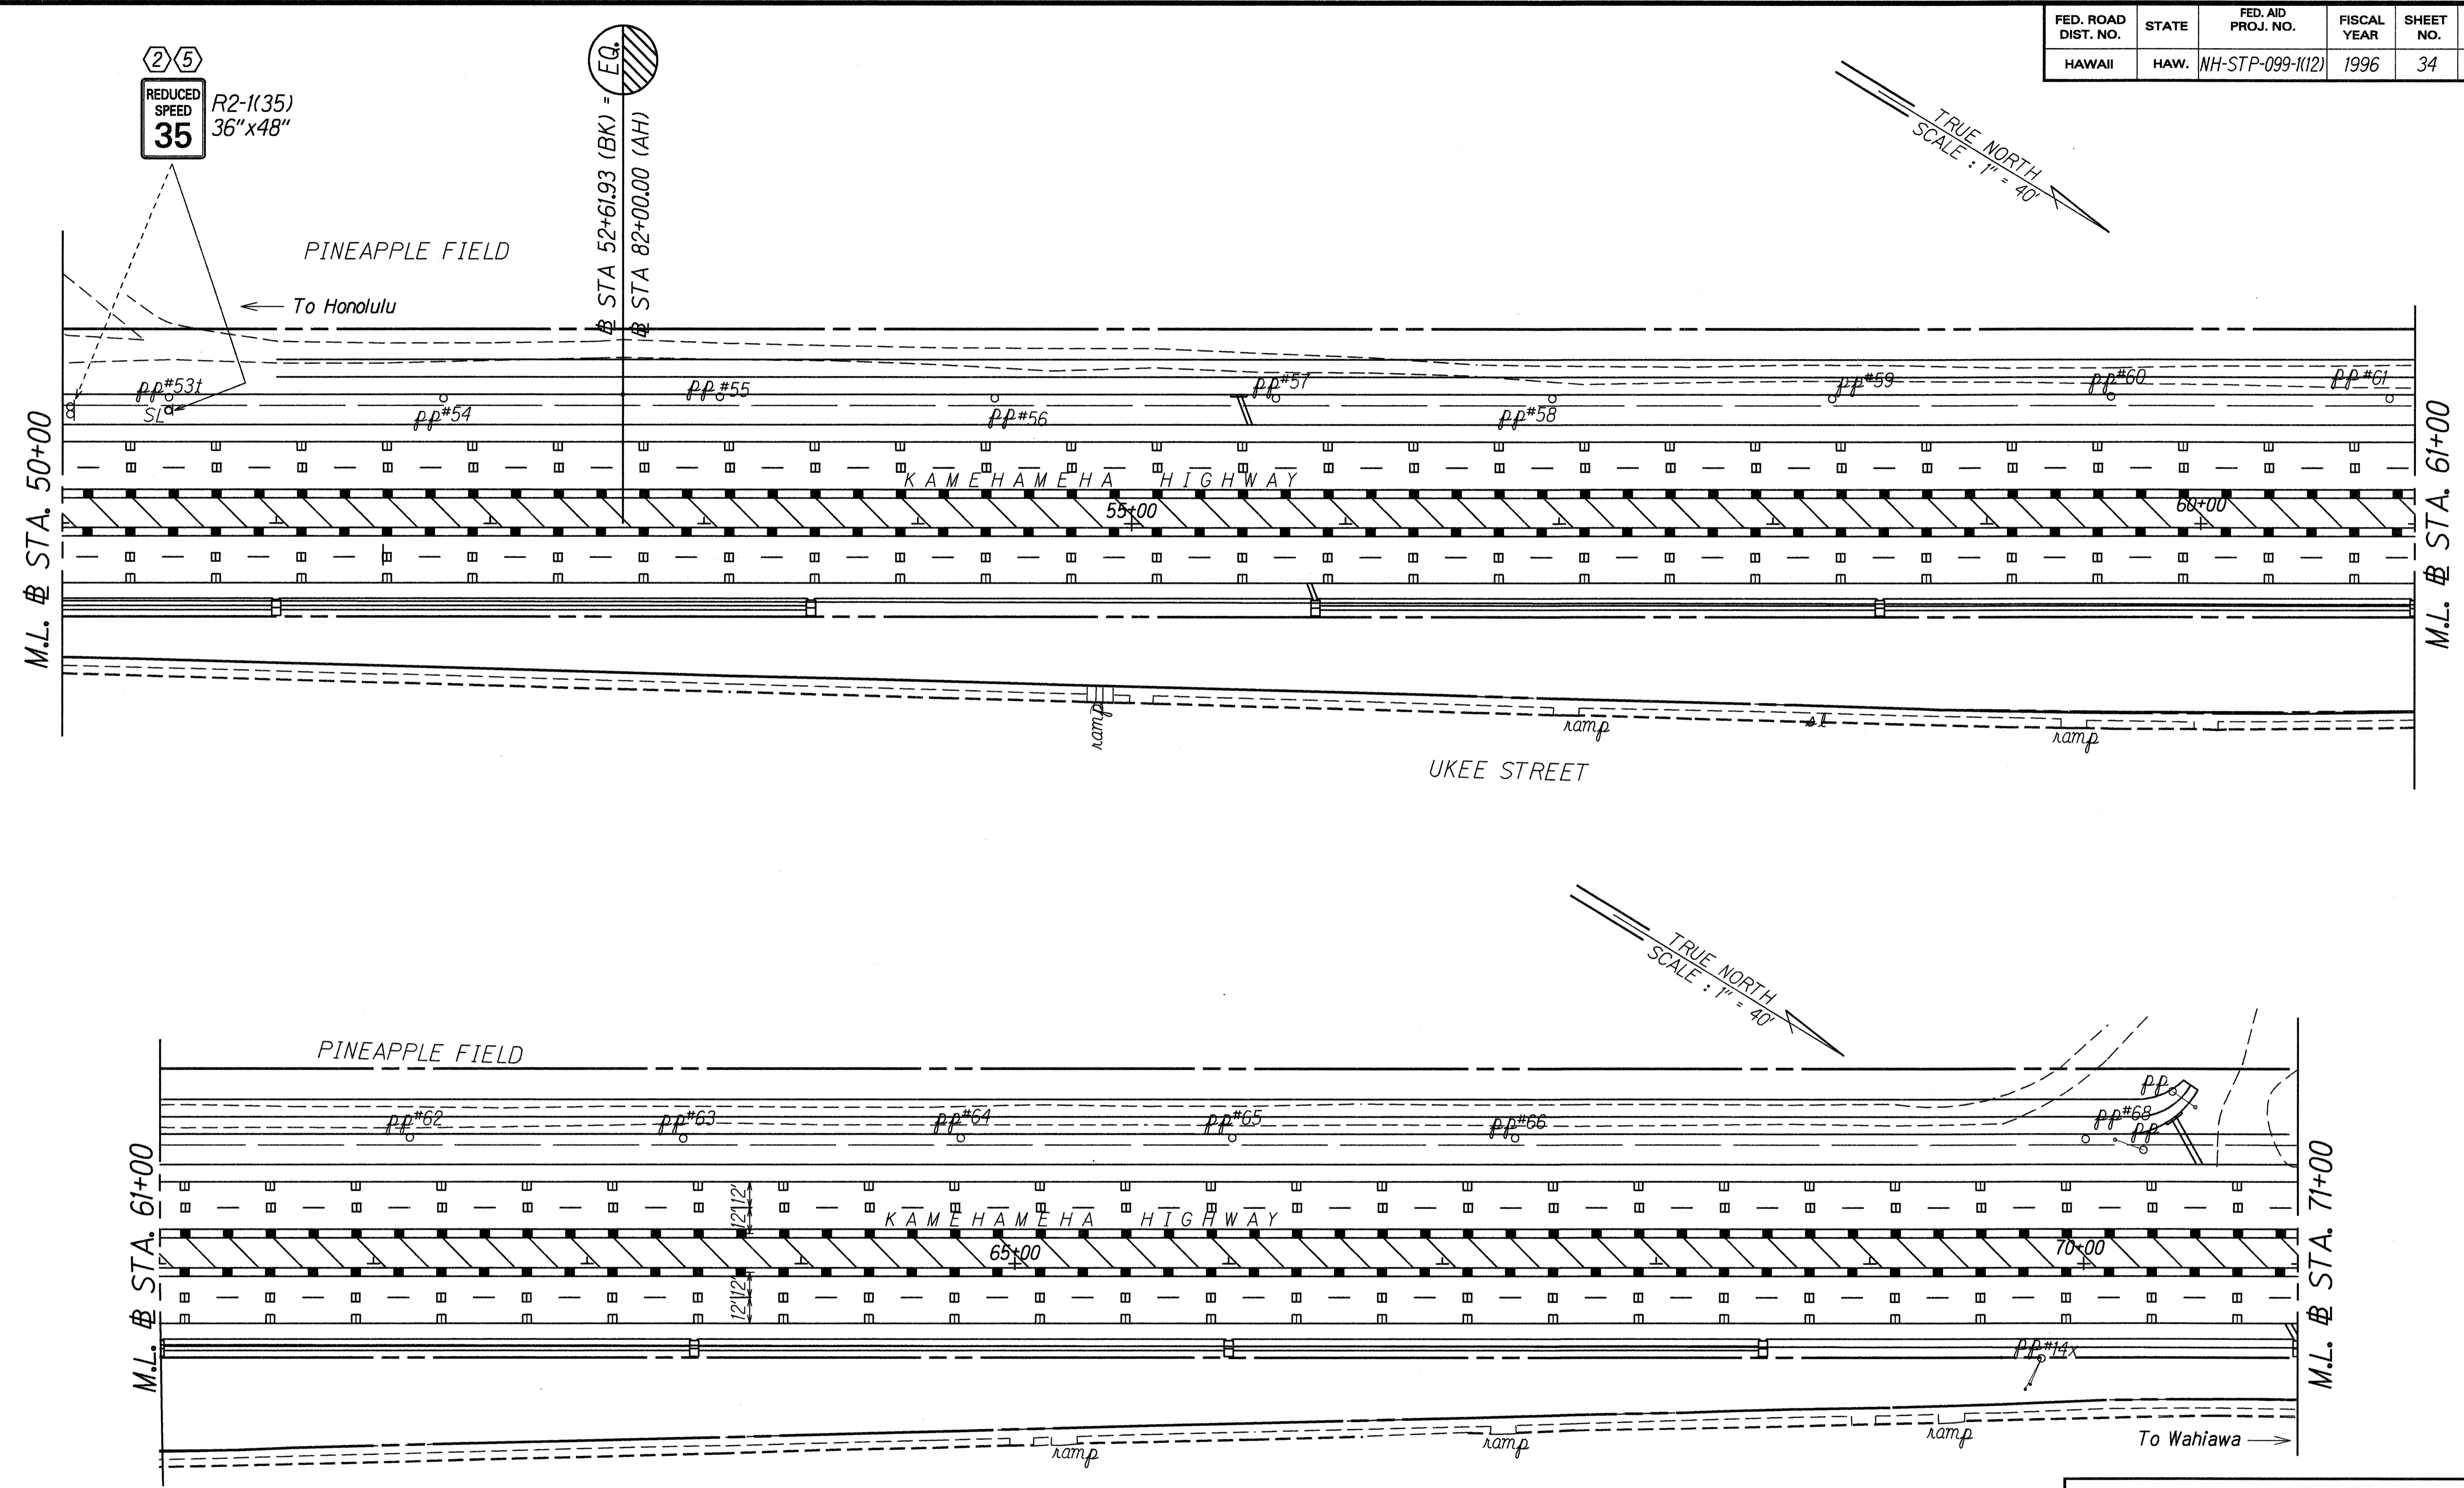 FED. ROAD DIST. NO.
STATE
FED. AID PROJ. NO.
FISCAL YEAR
SHEET NO.
HAWAII
HAW.
NH-STP-099-1(12)
1996
34
2 5
REDUCED
SPEED
35
R2-1(35)
36"x48"
EQ.
STA 52+61.93 (BK) =
STA 82+00.00 (AH)
TRUE NORTH
SCALE : 1" = 40'
PINEAPPLE FIELD
To Honolulu
pp#53t
SL
pp#54
pp#55
pp#56
pp#57
pp#58
pp#59
pp#60
pp#61
KAMEHAMEHA HIGHWAY
55+00
60+00
M.L. ␢ STA. 50+00
M.L. ␢ STA. 61+00
ramp
ramp
sl
ramp
UKEE STREET
TRUE NORTH
SCALE : 1" = 40'
PINEAPPLE FIELD
pp#62
pp#63
pp#64
pp#65
pp#66
pp
pp#68
pp
12' 12'
KAMEHAMEHA HIGHWAY
65+00
70+00
12' 12'
M.L. ␢ STA. 61+00
M.L. ␢ STA. 71+00
pp#14x
ramp
ramp
ramp
To Wahiawa